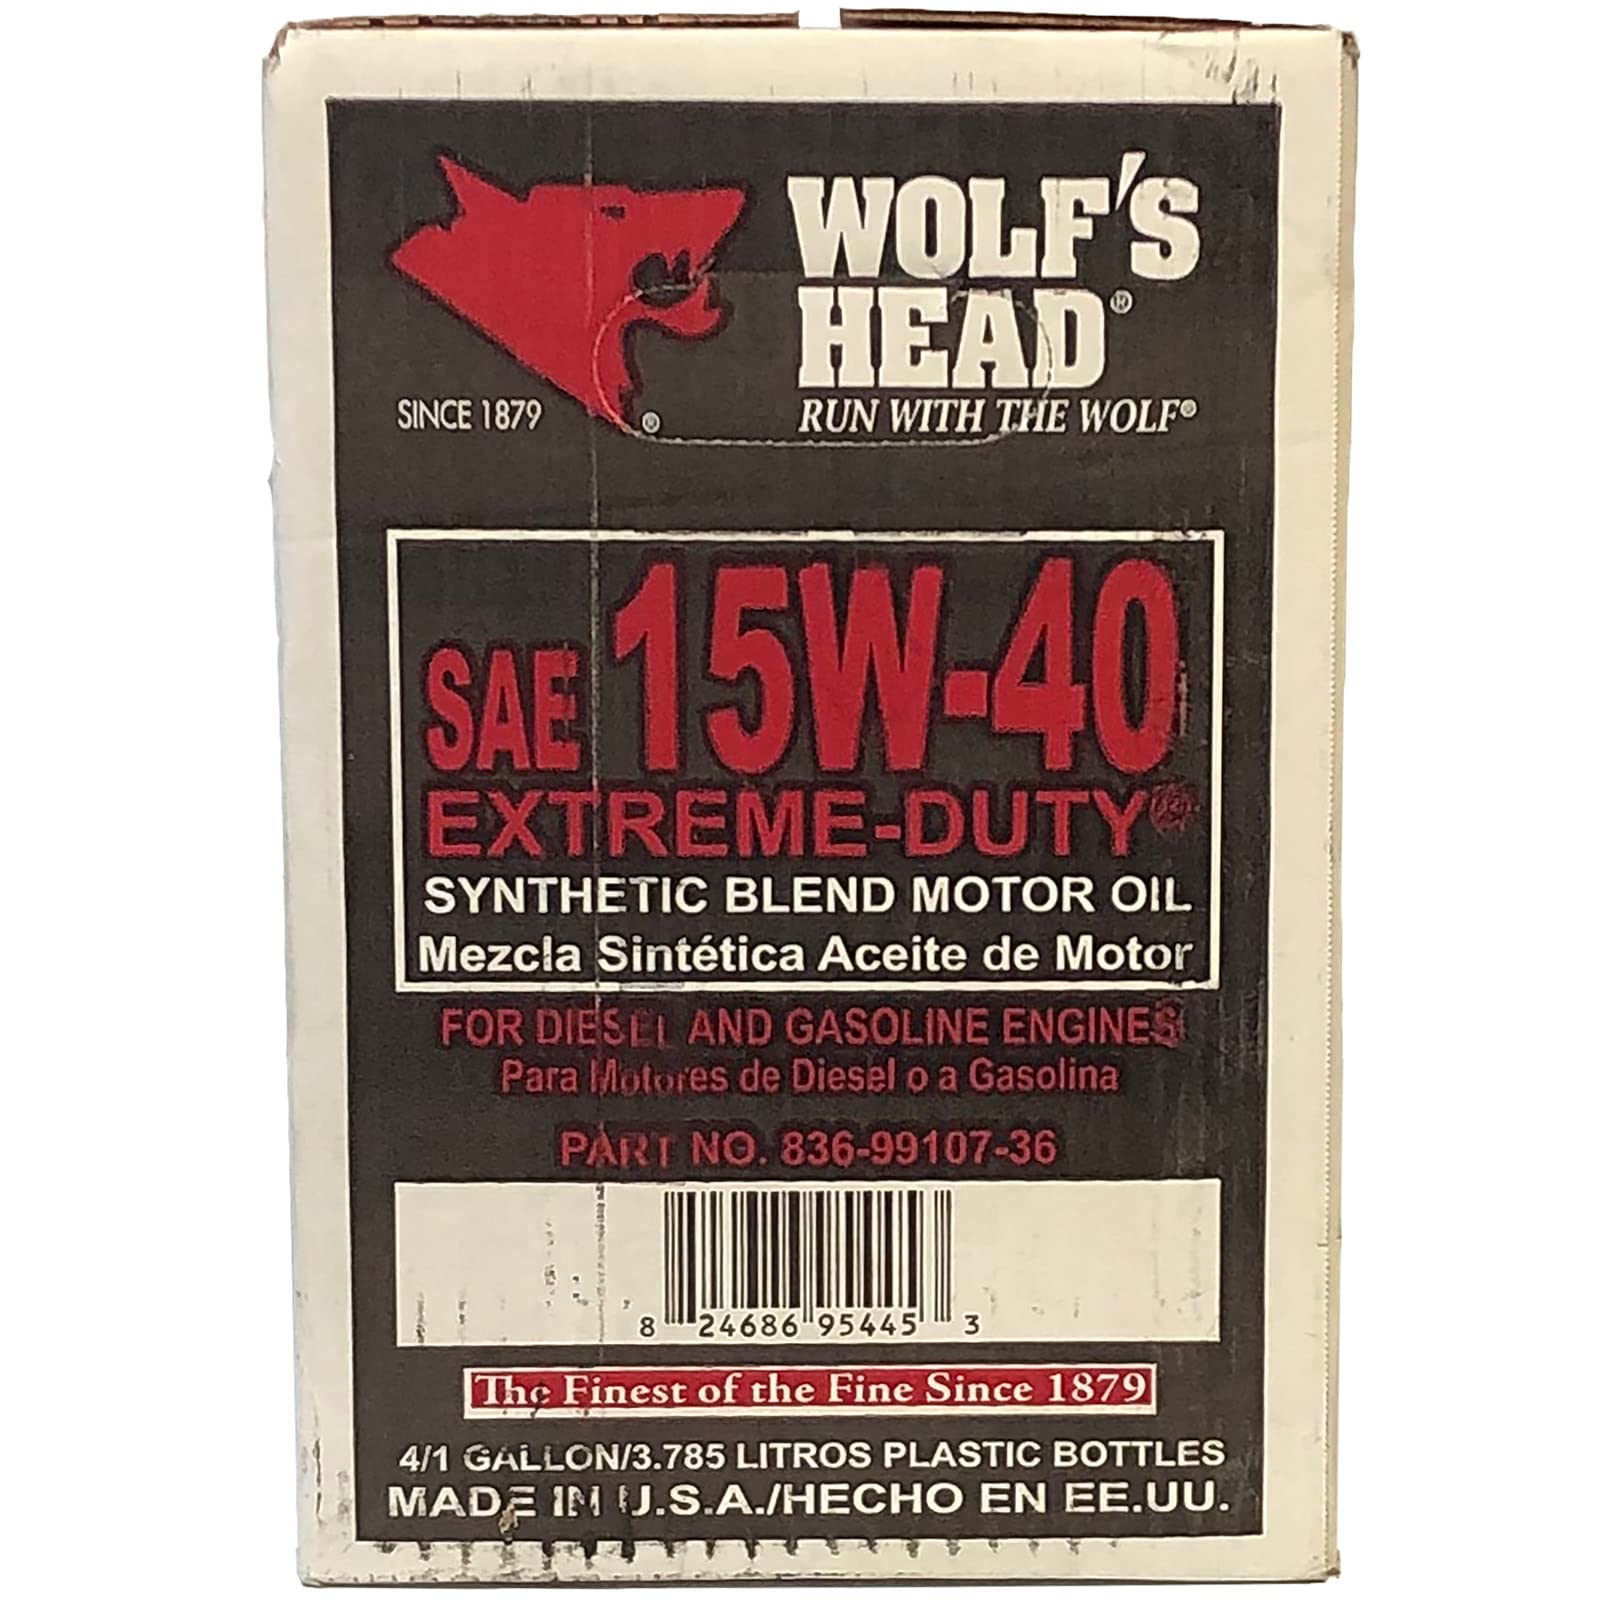 WOLF'S
HEAD®
SINCE 1879
®
RUN WITH THE WOLF®
SAE 15W-40
EXTREME-DUTY®
SYNTHETIC BLEND MOTOR OIL
Mezcla Sintética Aceite de Motor
FOR DIESEL AND GASOLINE ENGINES
Para Motores de Diesel o a Gasolina
PART NO. 836-99107-36
8 24686 95445 3
The Finest of the Fine Since 1879
4/1 GALLON/3.785 LITROS PLASTIC BOTTLES
MADE IN U.S.A./HECHO EN EE.UU.